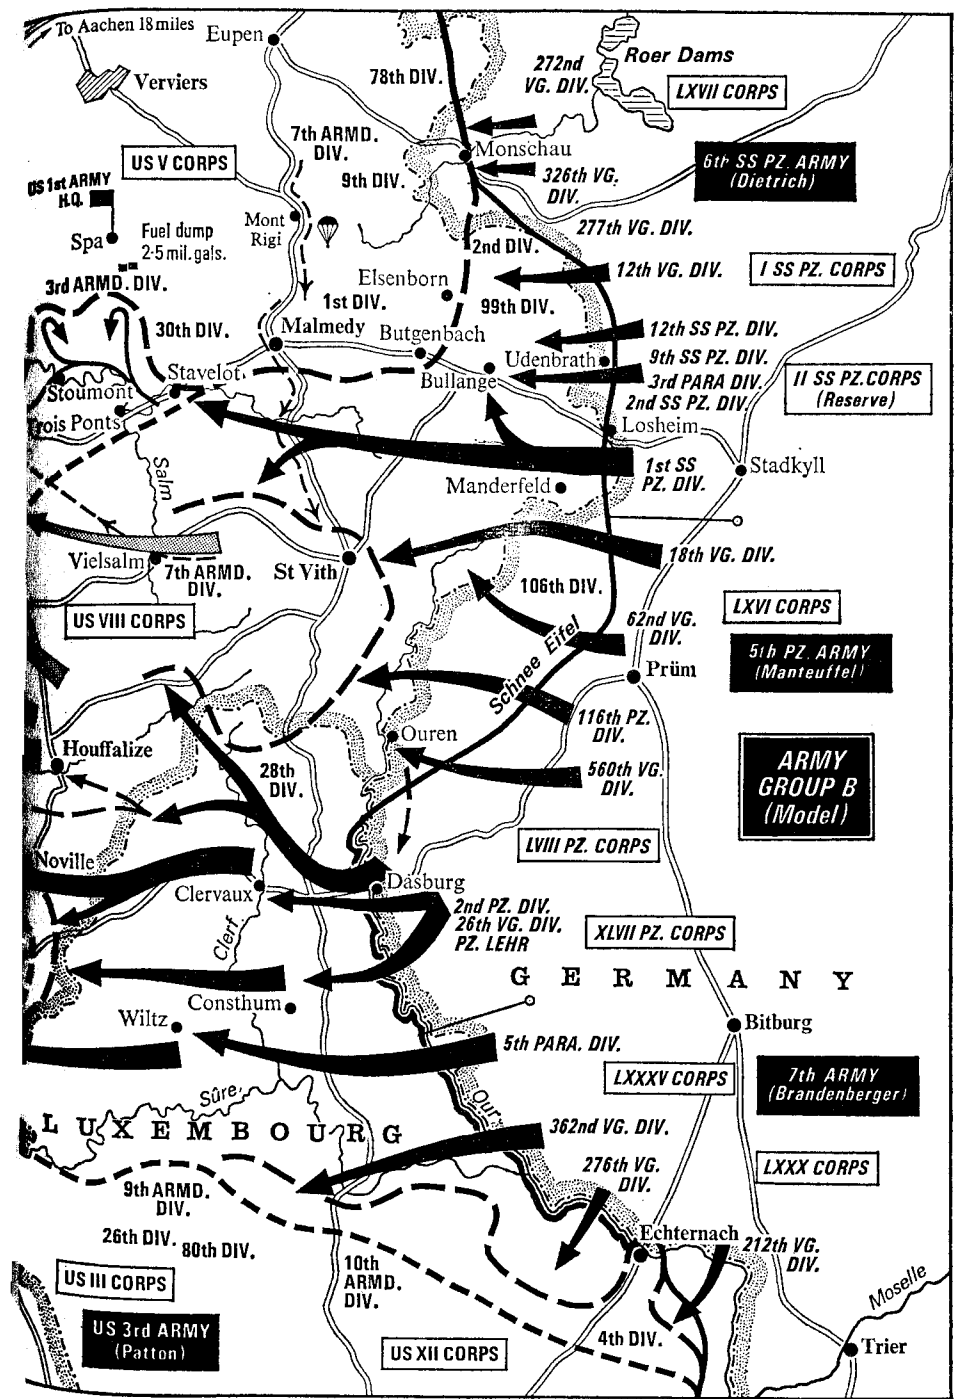 To Aachen 18 miles
Eupen
Verviers
78th DIV.
272nd
VG. DIV.
Roer Dams
LXVII CORPS
7th ARMD.
DIV.
US V CORPS
9th DIV.
Monschau
326th VG.
DIV.
6th SS PZ. ARMY
(Dietrich)
US 1st ARMY
H.Q.
Spa
Fuel dump
2·5 mil. gals.
Mont
Rigi
2nd DIV.
277th VG. DIV.
3rd ARMD. DIV.
Elsenborn
12th VG. DIV.
I SS PZ. CORPS
1st DIV.
99th DIV.
30th DIV.
Malmedy
Butgenbach
12th SS PZ. DIV.
Udenbrath
9th SS PZ. DIV.
Stavelot
Bullange
3rd PARA DIV.
II SS PZ. CORPS
(Reserve)
Stoumont
2nd SS PZ. DIV.
Trois Ponts
Losheim
Salm
Manderfeld
1st SS
PZ. DIV.
Stadkyll
Vielsalm
7th ARMD.
DIV.
St Vith
18th VG. DIV.
106th DIV.
US VIII CORPS
62nd VG.
DIV.
LXVI CORPS
Schnee Eifel
Prüm
5th PZ. ARMY
(Manteuffel)
116th PZ.
DIV.
Ouren
Houffalize
28th
DIV.
560th VG.
DIV.
ARMY
GROUP B
(Model)
LVIII PZ. CORPS
Noville
Clervaux
Dasburg
2nd PZ. DIV.
26th VG. DIV.
PZ. LEHR
Clerf
XLVII PZ. CORPS
GERMANY
Consthum
Wiltz
Bitburg
5th PARA. DIV.
LXXXV CORPS
7th ARMY
(Brandenberger)
Sûre
Our
LUXEMBOURG
362nd VG. DIV.
276th VG.
DIV.
LXXX CORPS
9th ARMD.
DIV.
26th DIV.
80th DIV.
Echternach
212th VG.
DIV.
10th
ARMD.
DIV.
US III CORPS
Moselle
US 3rd ARMY
(Patton)
4th DIV.
US XII CORPS
Trier